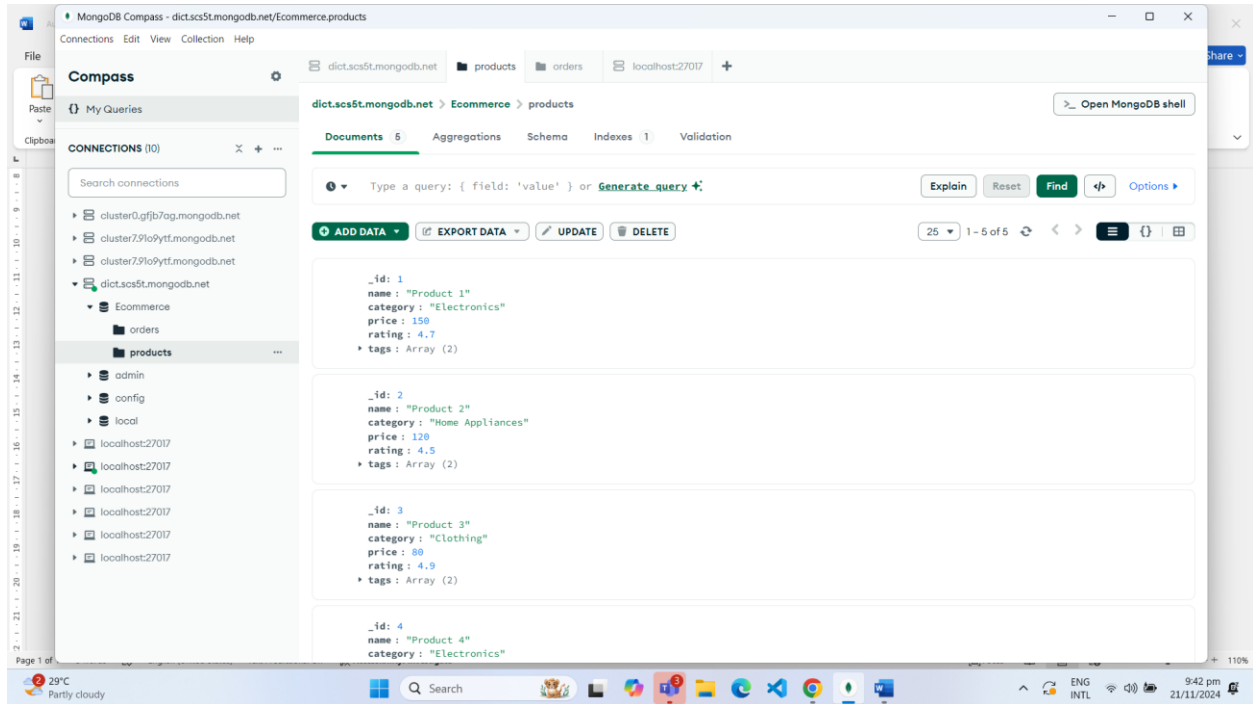 MongoDB Compass - dict.scs5t.mongodb.net/Ecommerce.products
Connections Edit View Collection Help
File
Share
Paste
Clipboa
Compass
{} My Queries
CONNECTIONS (10)
Search connections
cluster0.gfjb7ag.mongodb.net
cluster7.91o9ytf.mongodb.net
cluster7.91o9ytf.mongodb.net
dict.scs5t.mongodb.net
Ecommerce
orders
products
admin
config
local
localhost:27017
localhost:27017
localhost:27017
localhost:27017
localhost:27017
localhost:27017
dict.scs5t.mongodb.net products orders localhost:27017 +
dict.scs5t.mongodb.net > Ecommerce > products
>_ Open MongoDB shell
Documents 5 Aggregations Schema Indexes 1 Validation
Type a query: { field: 'value' } or Generate query
Explain Reset Find </> Options
ADD DATA EXPORT DATA UPDATE DELETE
25 1 - 5 of 5 {}
_id: 1
name : "Product 1"
category : "Electronics"
price : 150
rating : 4.7
tags : Array (2)
_id: 2
name : "Product 2"
category : "Home Appliances"
price : 120
rating : 4.5
tags : Array (2)
_id: 3
name : "Product 3"
category : "Clothing"
price : 80
rating : 4.9
tags : Array (2)
_id: 4
name : "Product 4"
category : "Electronics"
Page 1 of
110%
2
29°C
Partly cloudy
Search
3
ENG
INTL
9:42 pm
21/11/2024